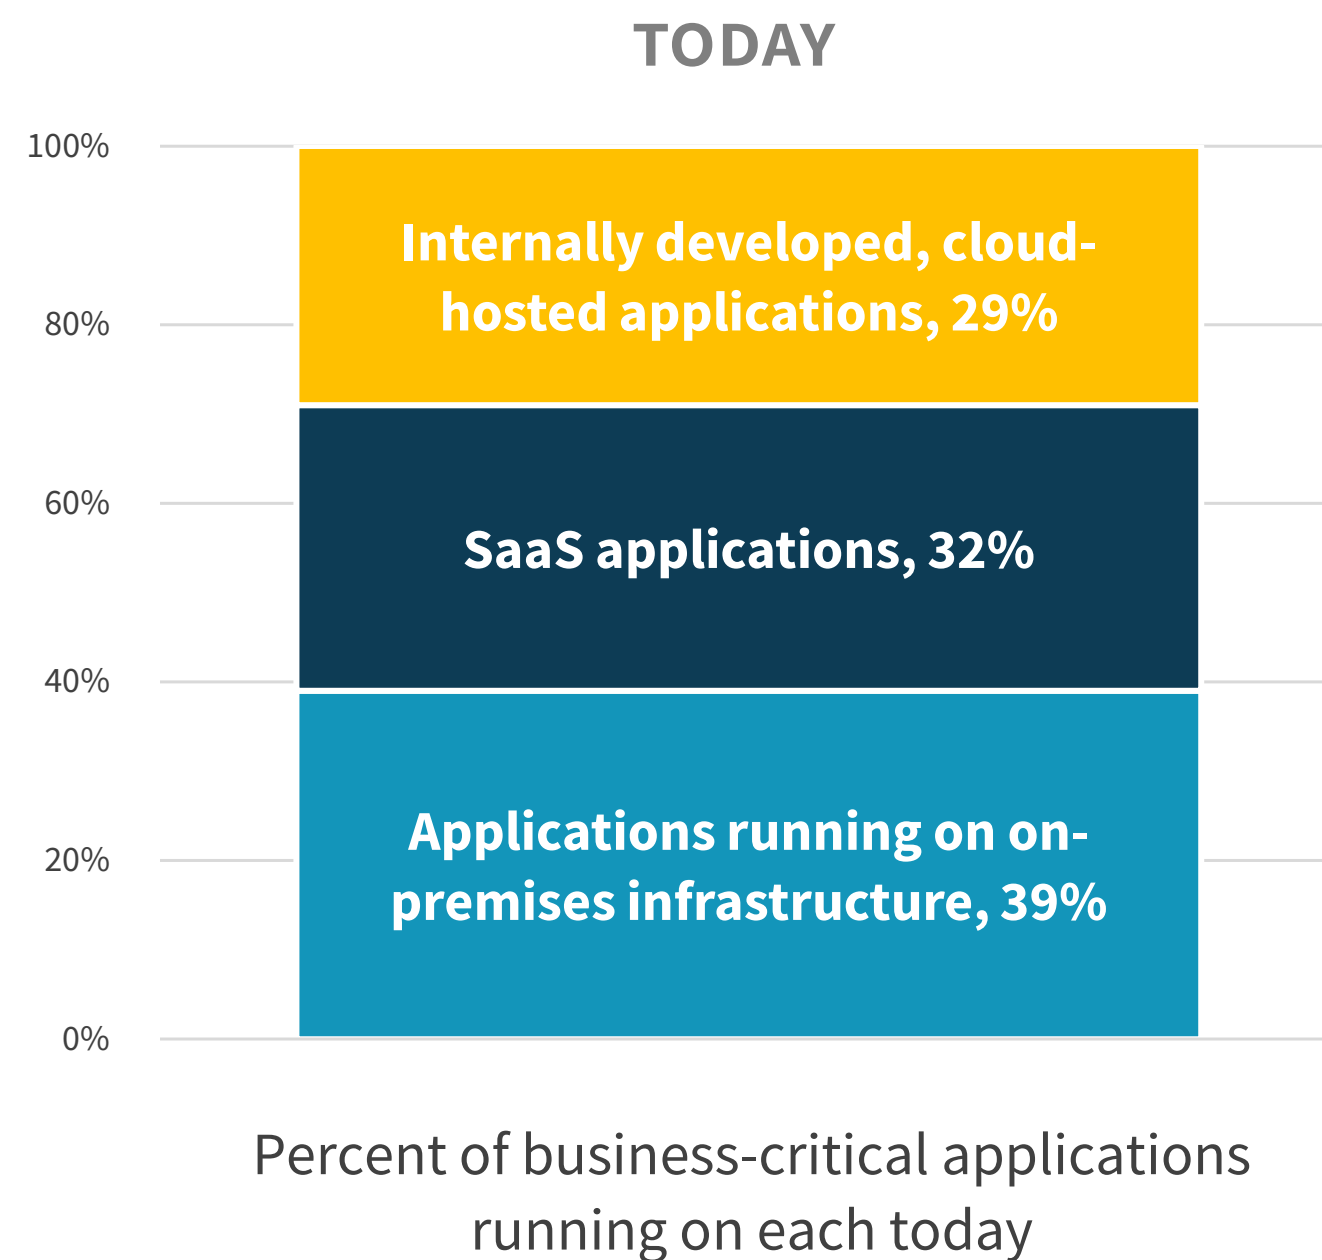 TODAY
100%
Internally developed, cloud-
hosted applications, 29%
80%
60%
SaaS applications, 32%
40%
Applications running on on-
premises infrastructure, 39%
20%
0%
Percent of business-critical applications
running on each today